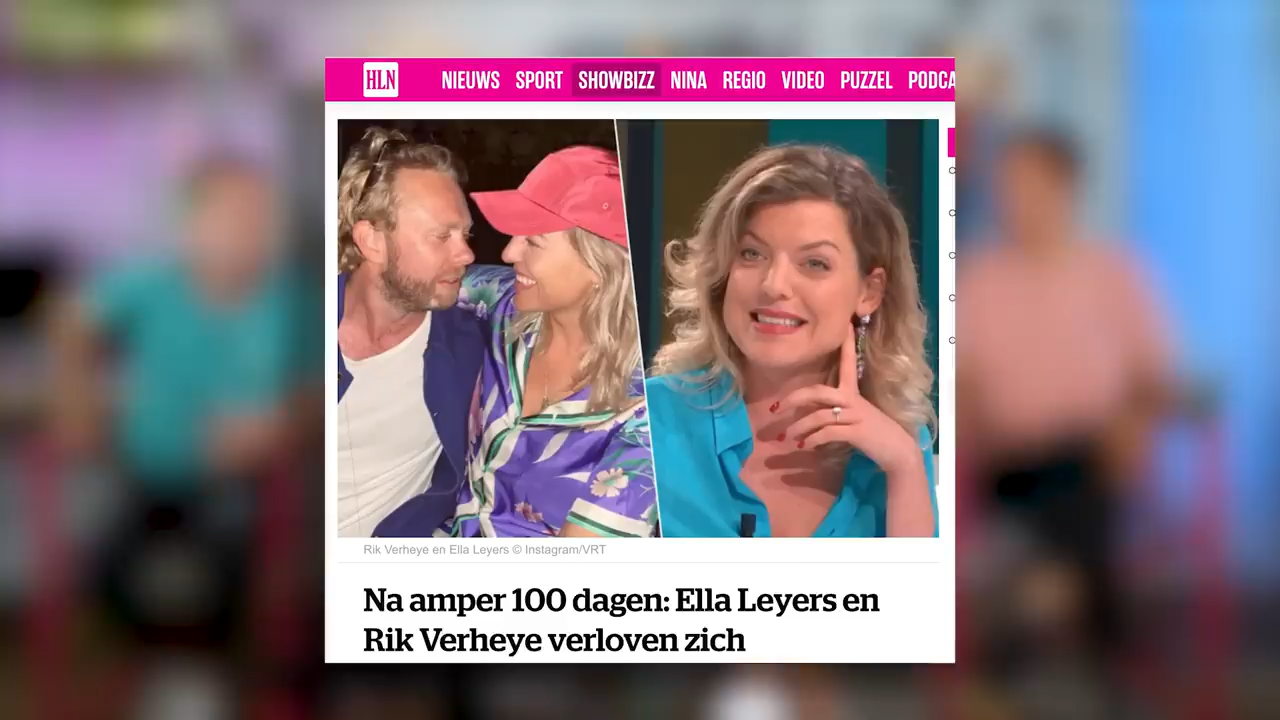 HLN NIEUWS SPORT SHOWBIZZ NINA REGIO VIDEO PUZZEL PODCA
Rik Verheye en Ella Leyers © Instagram/VRT
Na amper 100 dagen: Ella Leyers en
Rik Verheye verloven zich